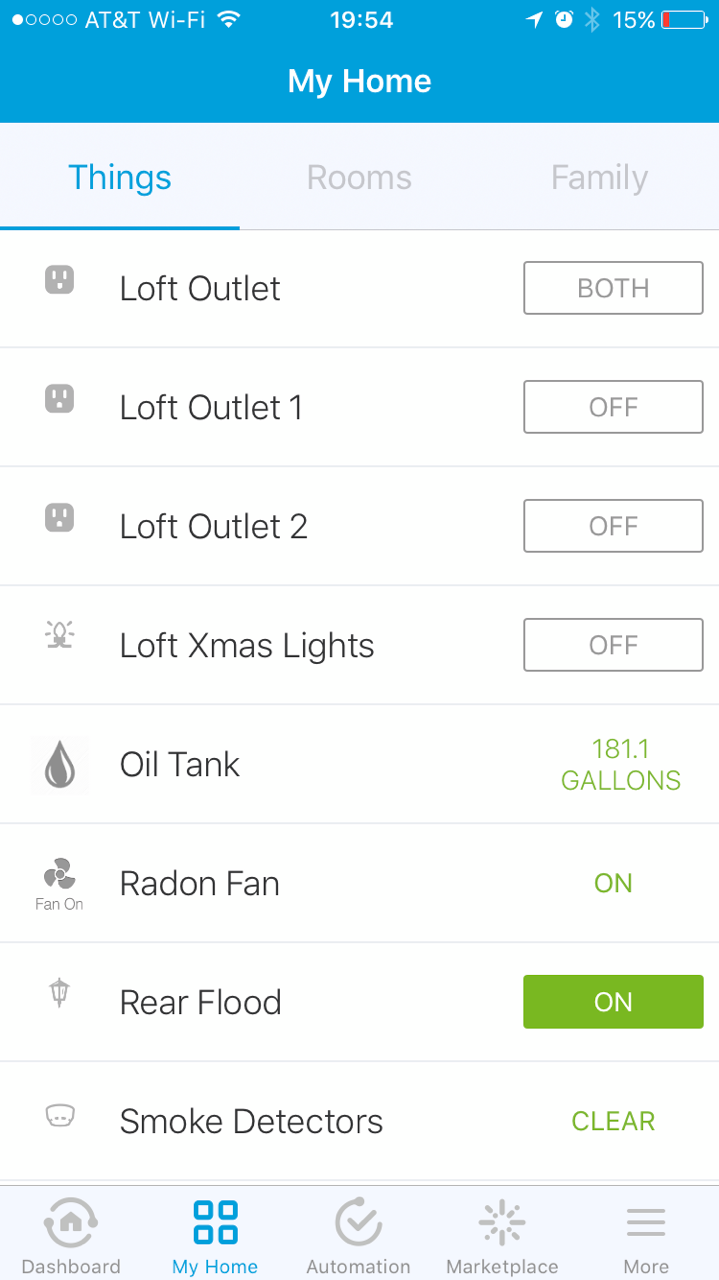 AT&T Wi-Fi 19:54 15%
My Home
Things Rooms Family
Loft Outlet BOTH
Loft Outlet 1 OFF
Loft Outlet 2 OFF
Loft Xmas Lights OFF
Oil Tank 181.1
GALLONS
Radon Fan ON
Fan On
Rear Flood ON
Smoke Detectors CLEAR
Dashboard My Home Automation Marketplace More